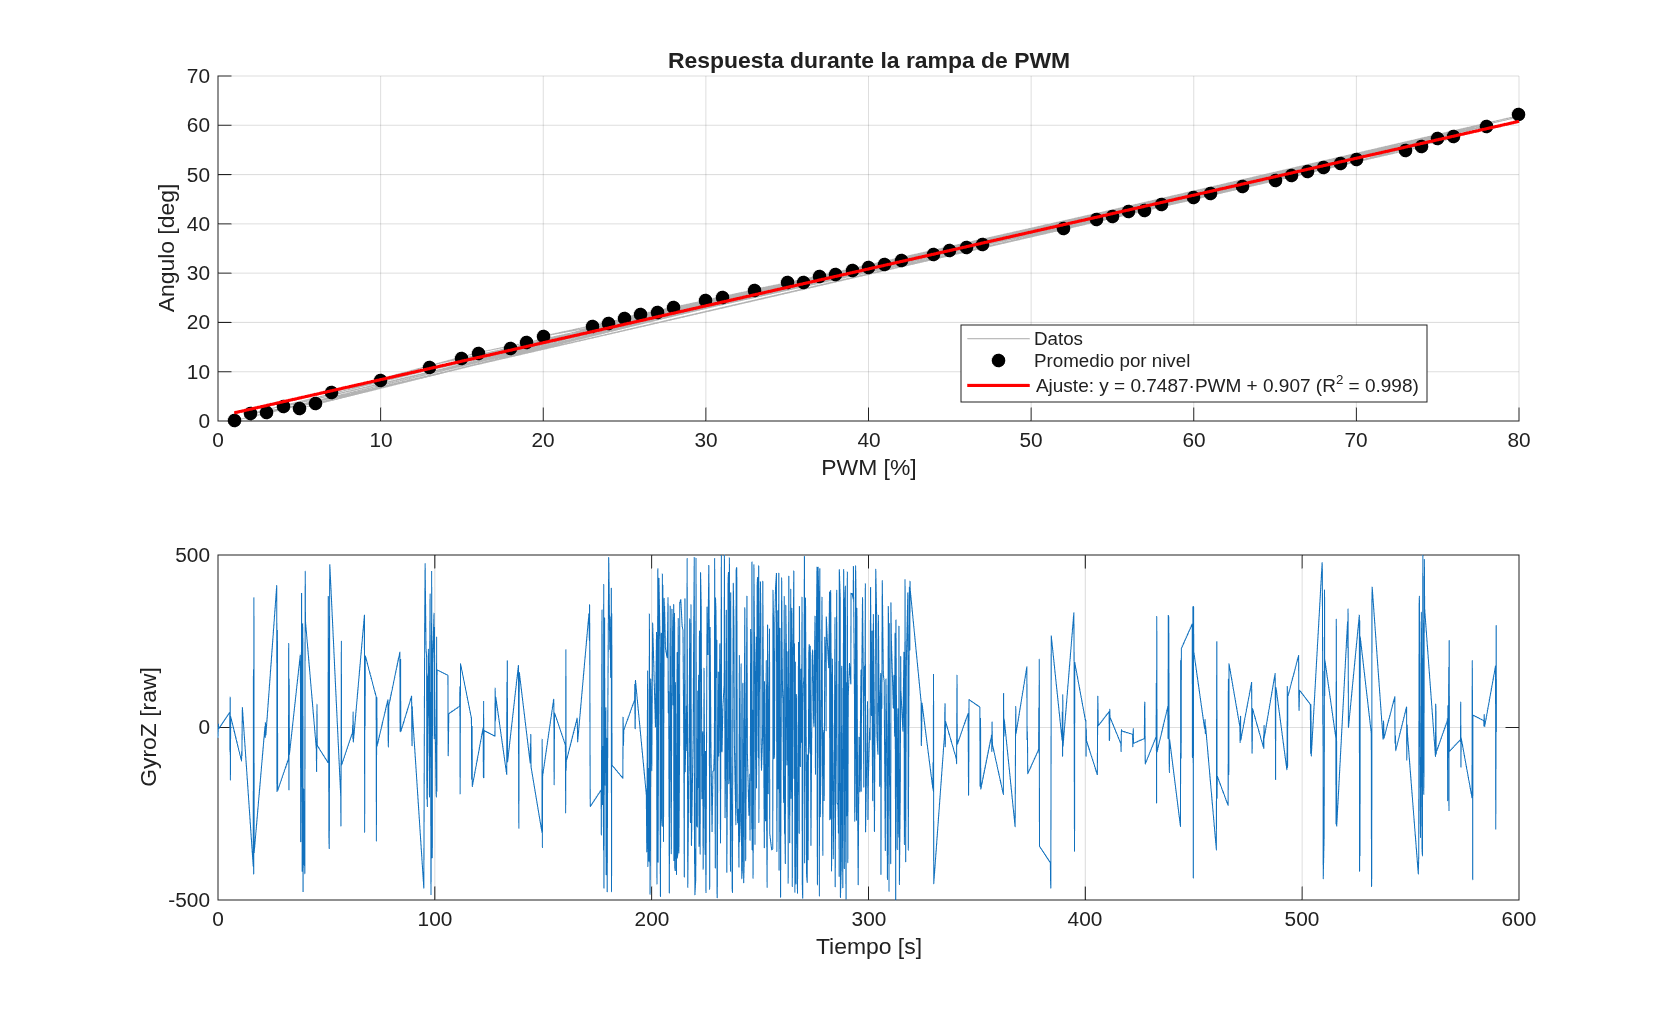 Respuesta durante la rampa de PWM
70
60
50
40
30
20
10
0
Angulo [deg]
Datos
Promedio por nivel
Ajuste: y = 0.7487·PWM + 0.907 (R² = 0.998)
0 10 20 30 40 50 60 70 80
PWM [%]
500
0
-500
GyroZ [raw]
0 100 200 300 400 500 600
Tiempo [s]